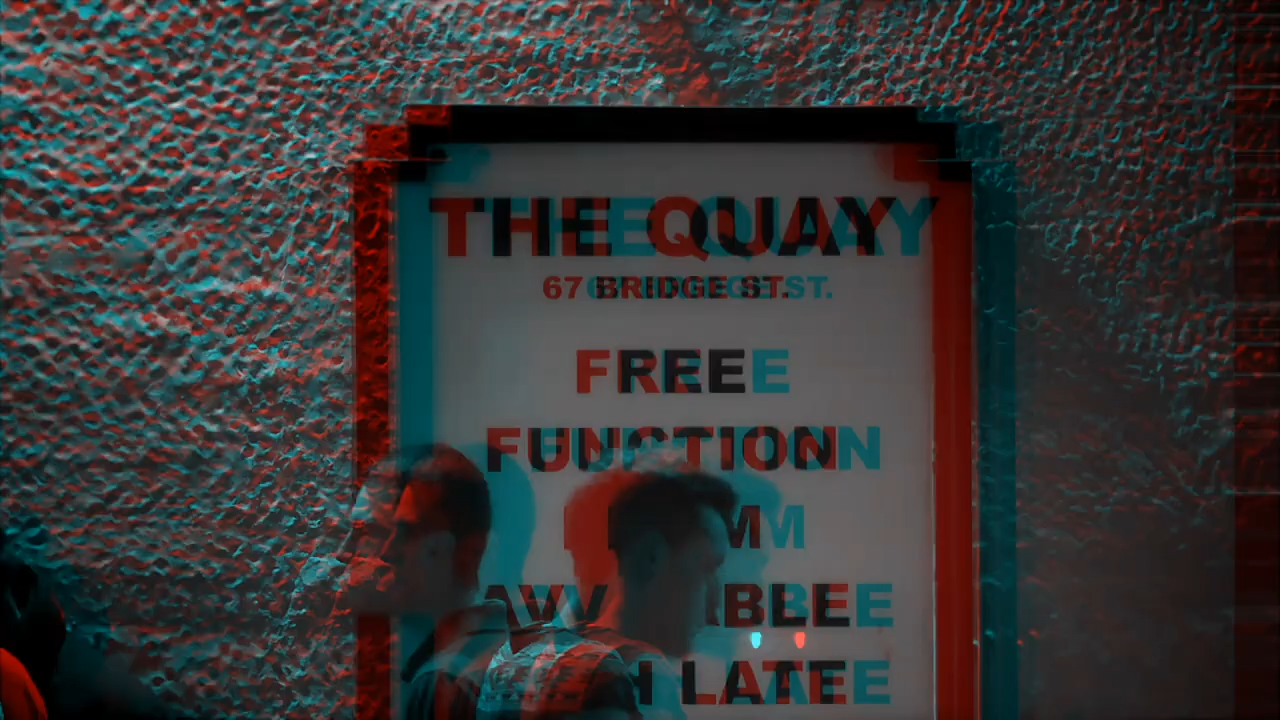 THE QUAY
67 BRIDGE ST.
FREE
FUNCTION
LATE